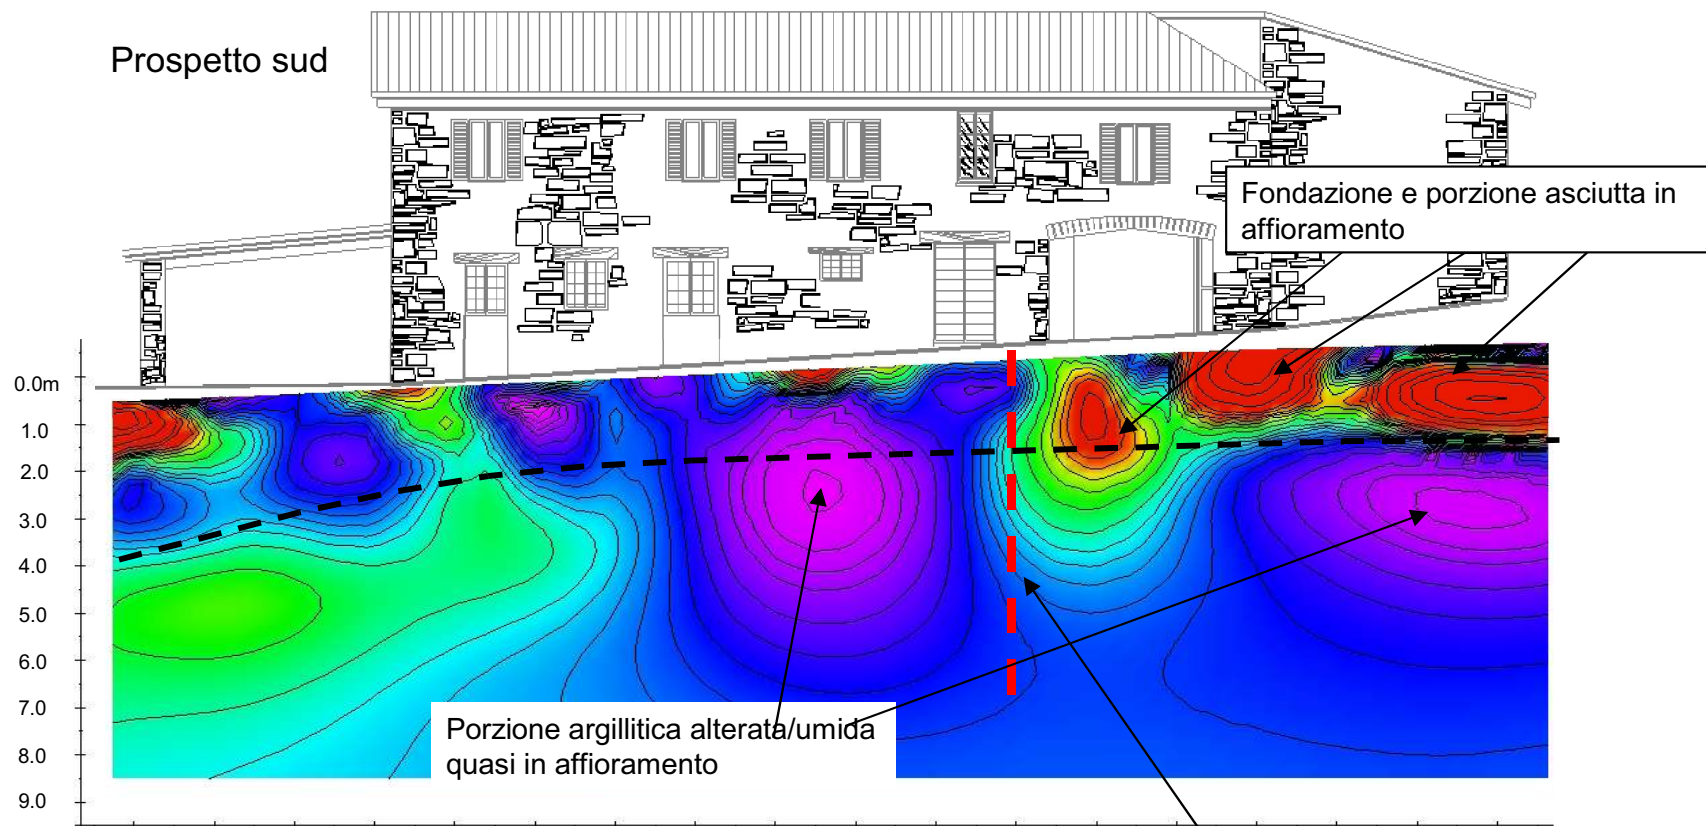 Prospetto sud
Fondazione e porzione asciutta in
affioramento
0.0m
1.0
2.0
3.0
4.0
5.0
6.0
7.0
8.0
9.0
Porzione argillitica alterata/umida
quasi in affioramento